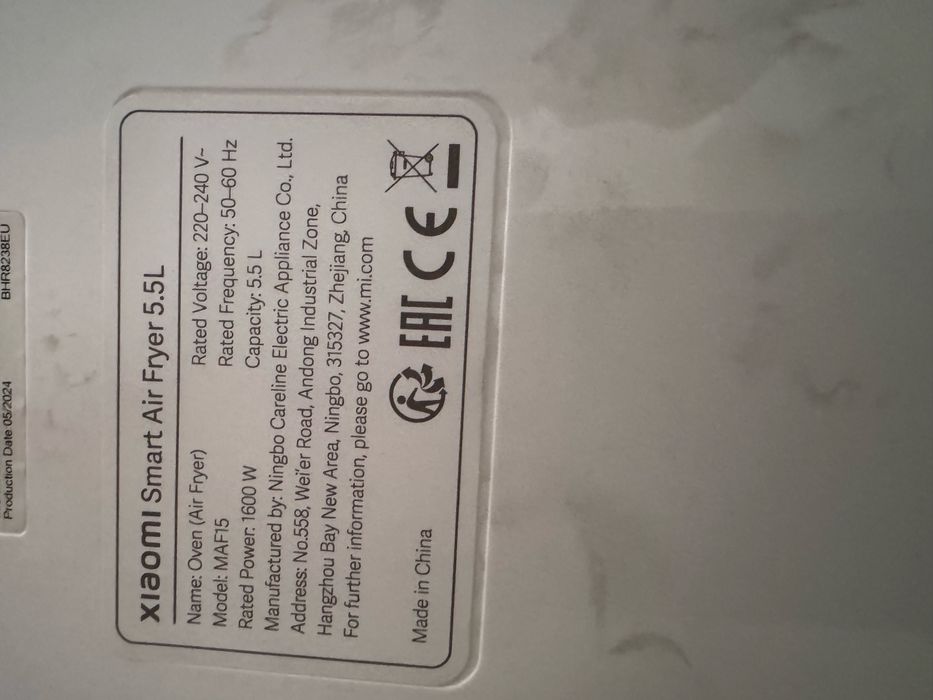 Production Date 05/2024 BHR8238EU
xiaomi Smart Air Fryer 5.5L
Name: Oven (Air Fryer) Rated Voltage: 220–240 V~
Model: MAF15 Rated Frequency: 50–60 Hz
Rated Power: 1600 W Capacity: 5.5 L
Manufactured by: Ningbo Careline Electric Appliance Co., Ltd.
Address: No.558, Wei'er Road, Andong Industrial Zone,
Hangzhou Bay New Area, Ningbo, 315327, Zhejiang, China
For further information, please go to www.mi.com
Made in China EAC CE